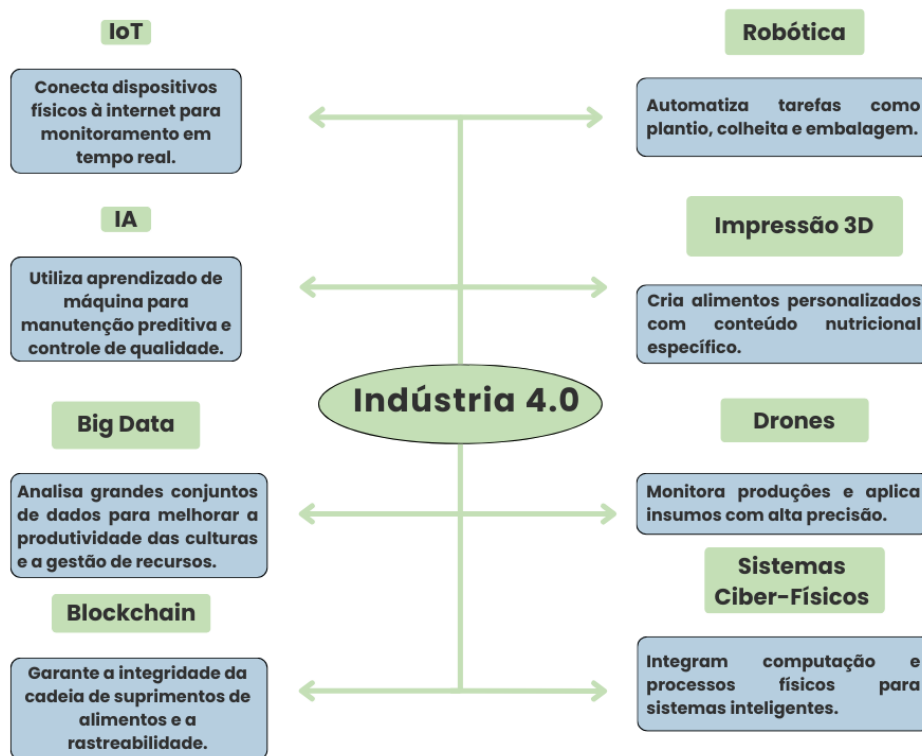 IoT
Conecta dispositivos
físicos à internet para
monitoramento em
tempo real.
IA
Utiliza aprendizado de
máquina para
manutenção preditiva e
controle de qualidade.
Big Data
Analisa grandes conjuntos
de dados para melhorar a
produtividade das culturas
e a gestão de recursos.
Blockchain
Garante a integridade da
cadeia de suprimentos de
alimentos e a
rastreabilidade.
Indústria 4.0
Robótica
Automatiza tarefas como
plantio, colheita e embalagem.
Impressão 3D
Cria alimentos personalizados
com conteúdo nutricional
específico.
Drones
Monitora produções e aplica
insumos com alta precisão.
Sistemas
Ciber-Físicos
Integram computação e
processos físicos para
sistemas inteligentes.